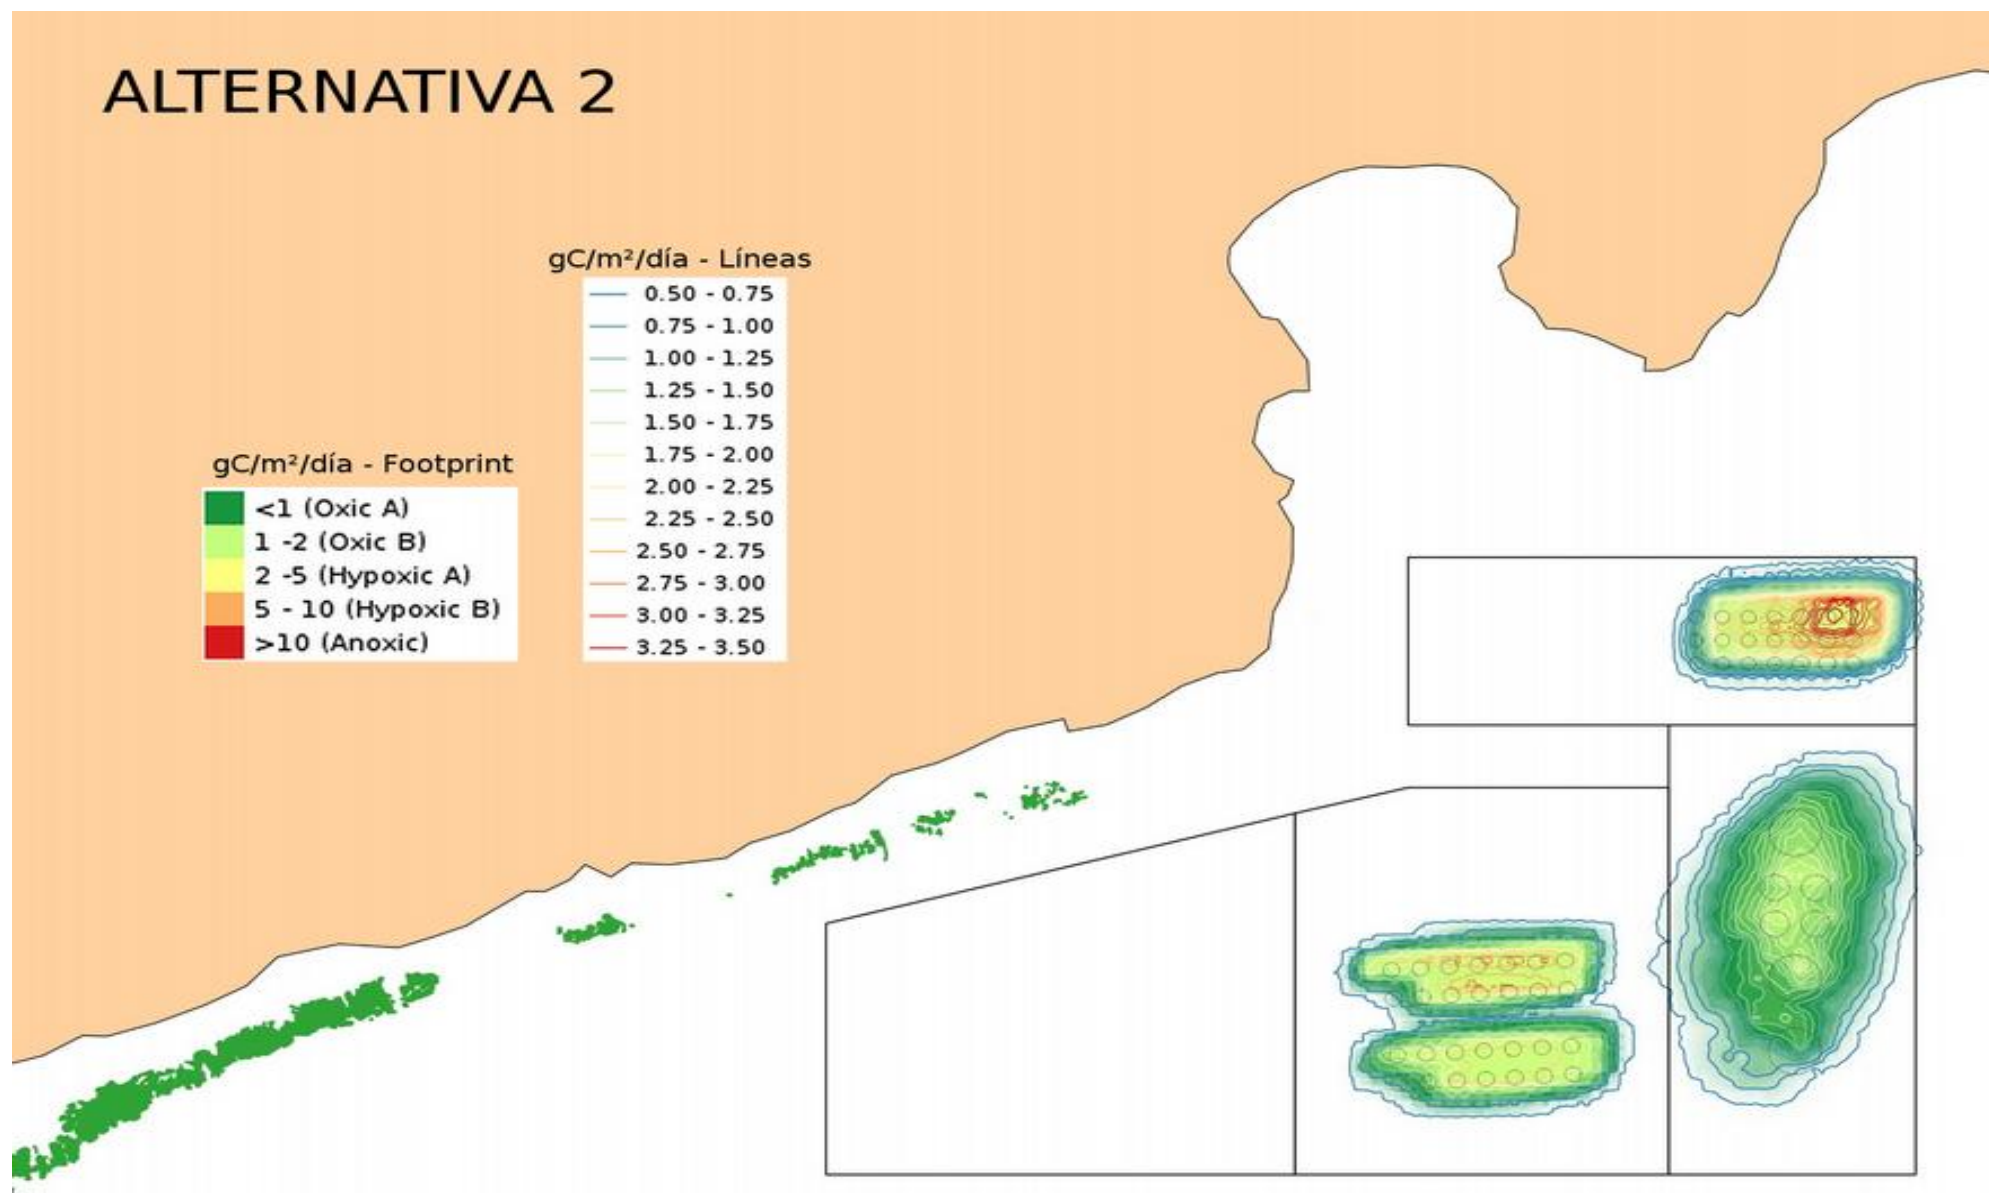 ALTERNATIVA 2
gC/m²/día - Líneas
0.50 - 0.75
0.75 - 1.00
1.00 - 1.25
1.25 - 1.50
1.50 - 1.75
1.75 - 2.00
2.00 - 2.25
2.25 - 2.50
2.50 - 2.75
2.75 - 3.00
3.00 - 3.25
3.25 - 3.50
gC/m²/día - Footprint
<1 (Oxic A)
1 -2 (Oxic B)
2 -5 (Hypoxic A)
5 - 10 (Hypoxic B)
>10 (Anoxic)